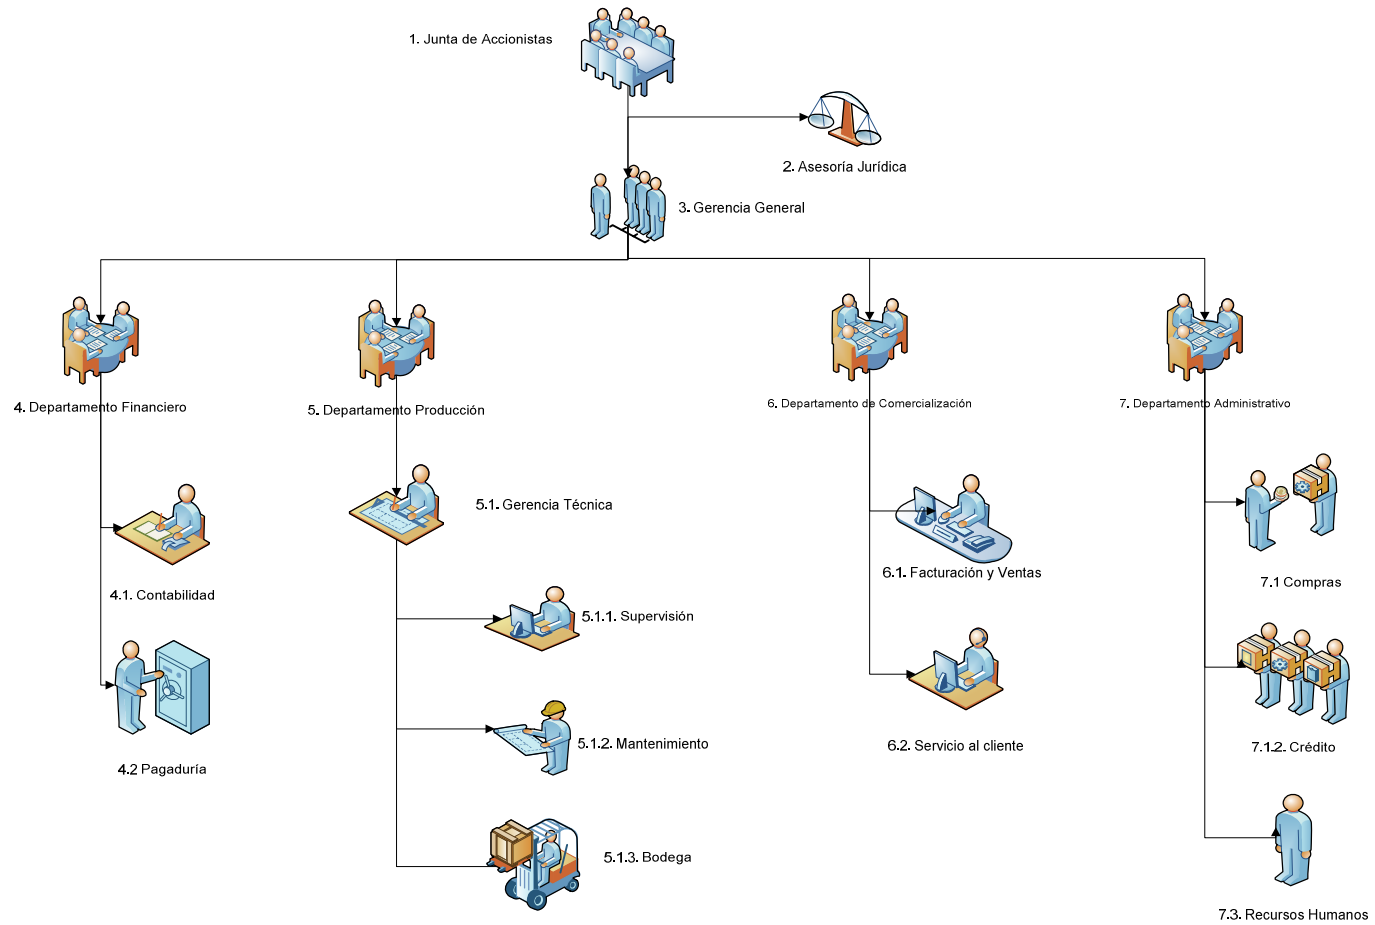 1. Junta de Accionistas
2. Asesoría Jurídica
3. Gerencia General
4. Departamento Financiero
5. Departamento Producción
6. Departamento de Comercialización
7. Departamento Administrativo
5.1. Gerencia Técnica
6.1. Facturación y Ventas
7.1 Compras
4.1. Contabilidad
5.1.1. Supervisión
5.1.2. Mantenimiento
6.2. Servicio al cliente
7.1.2. Crédito
4.2 Pagaduría
5.1.3. Bodega
7.3. Recursos Humanos